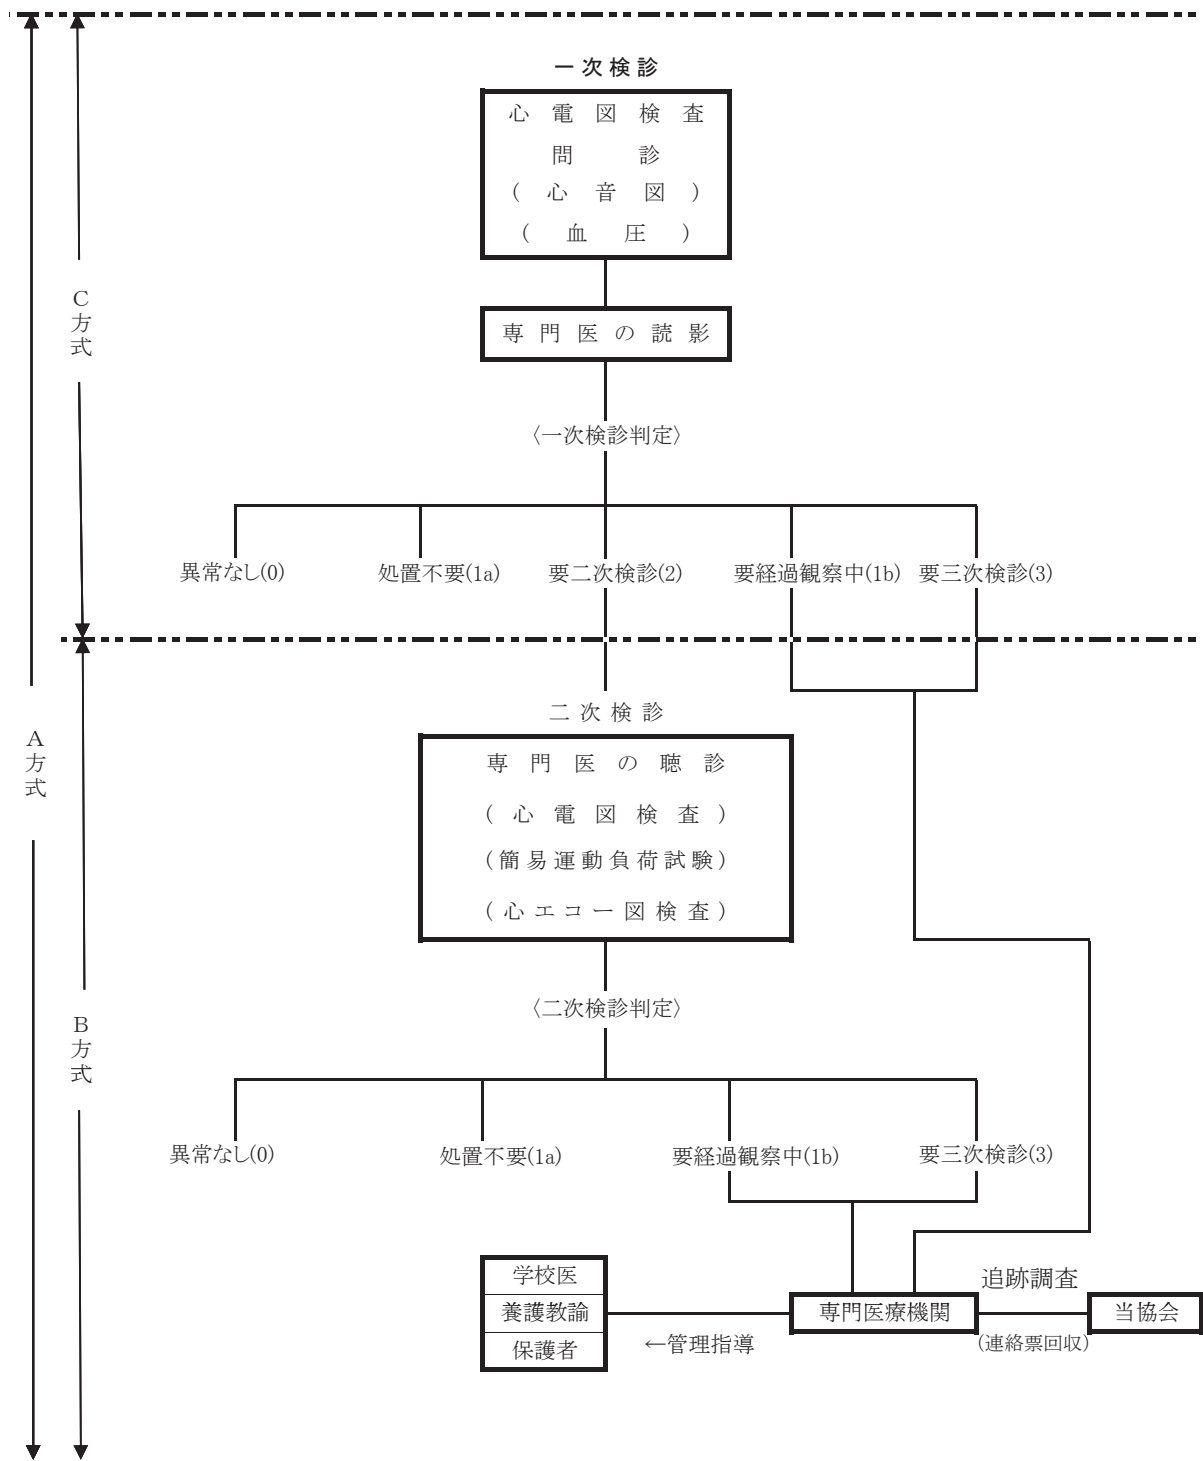 一次検診
心電図検査
問診
(心音図)
(血圧)
専門医の読影
C方式
〈一次検診判定〉
異常なし(0) 処置不要(1a) 要二次検診(2) 要経過観察中(1b) 要三次検診(3)
A方式
二次検診
専門医の聴診
(心電図検査)
(簡易運動負荷試験)
(心エコー図検査)
B方式
〈二次検診判定〉
異常なし(0) 処置不要(1a) 要経過観察中(1b) 要三次検診(3)
学校医
養護教諭
保護者
←管理指導
専門医療機関
追跡調査
(連絡票回収)
当協会